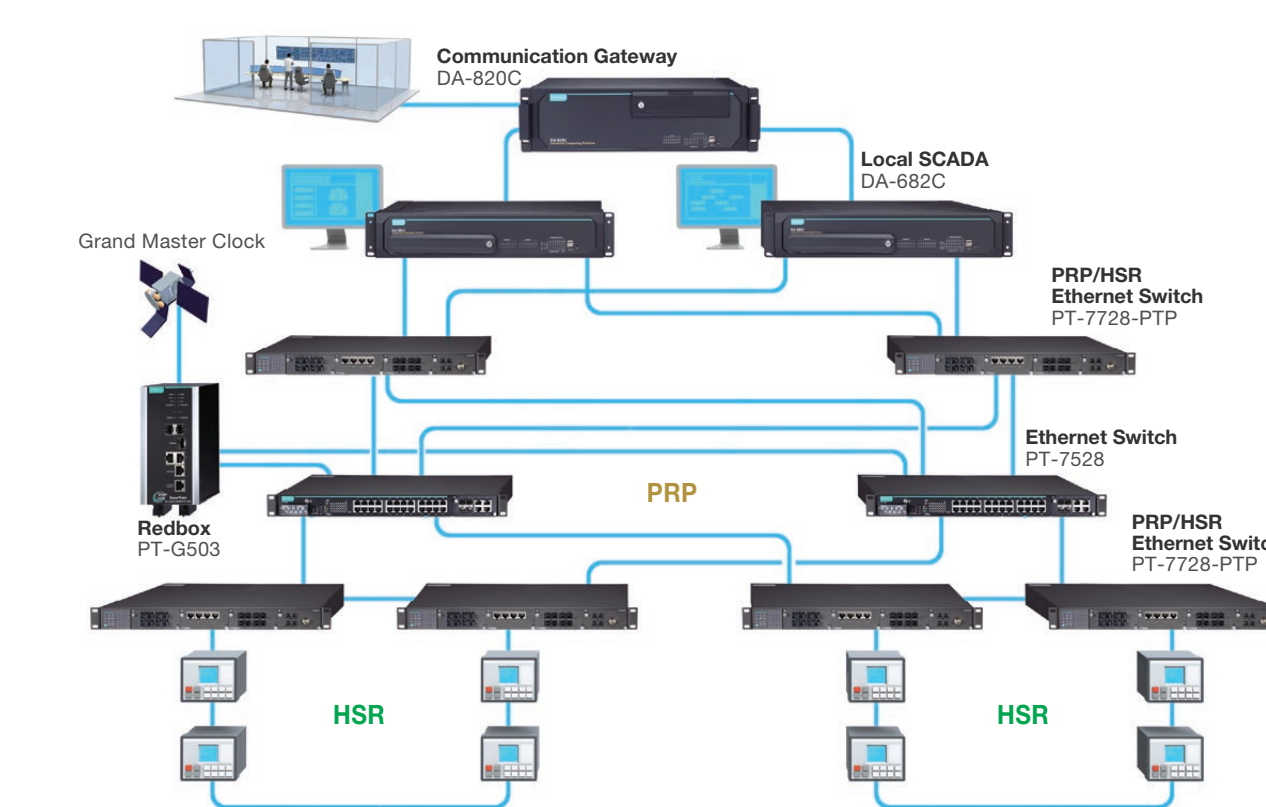 Communication Gateway
DA-820C
Local SCADA
DA-682C
Grand Master Clock
PRP/HSR
Ethernet Switch
PT-7728-PTP
Ethernet Switch
PT-7528
PRP
Redbox
PT-G503
PRP/HSR
Ethernet Switc
PT-7728-PTP
HSR
HSR